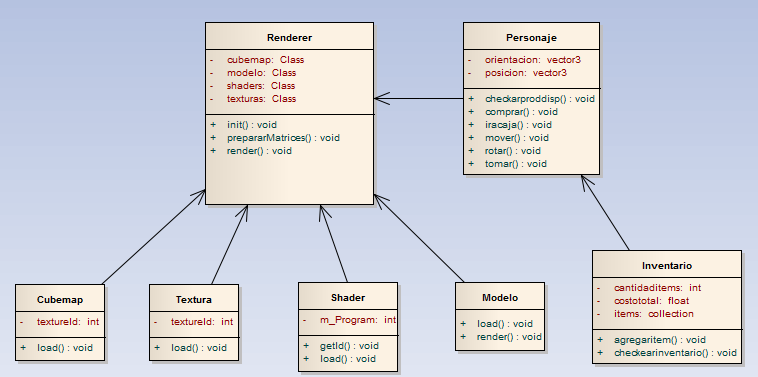 Renderer
- cubemap: Class
- modelo: Class
- shaders: Class
- texturas: Class
+ init() : void
+ prepararMatrices() : void
+ render() : void
Personaje
- orientacion: vector3
- posicion: vector3
+ checkarproddisp() : void
+ comprar() : void
+ iracaja() : void
+ mover() : void
+ rotar() : void
+ tomar() : void
Cubemap
- textureId: int
+ load() : void
Textura
- textureId: int
+ load() : void
Shader
- m_Program: int
+ getId() : void
+ load() : void
Modelo
+ load() : void
+ render() : void
Inventario
- cantidaditems: int
- costototal: float
- items: collection
+ agregaritem() : void
+ checkearinventario() : void